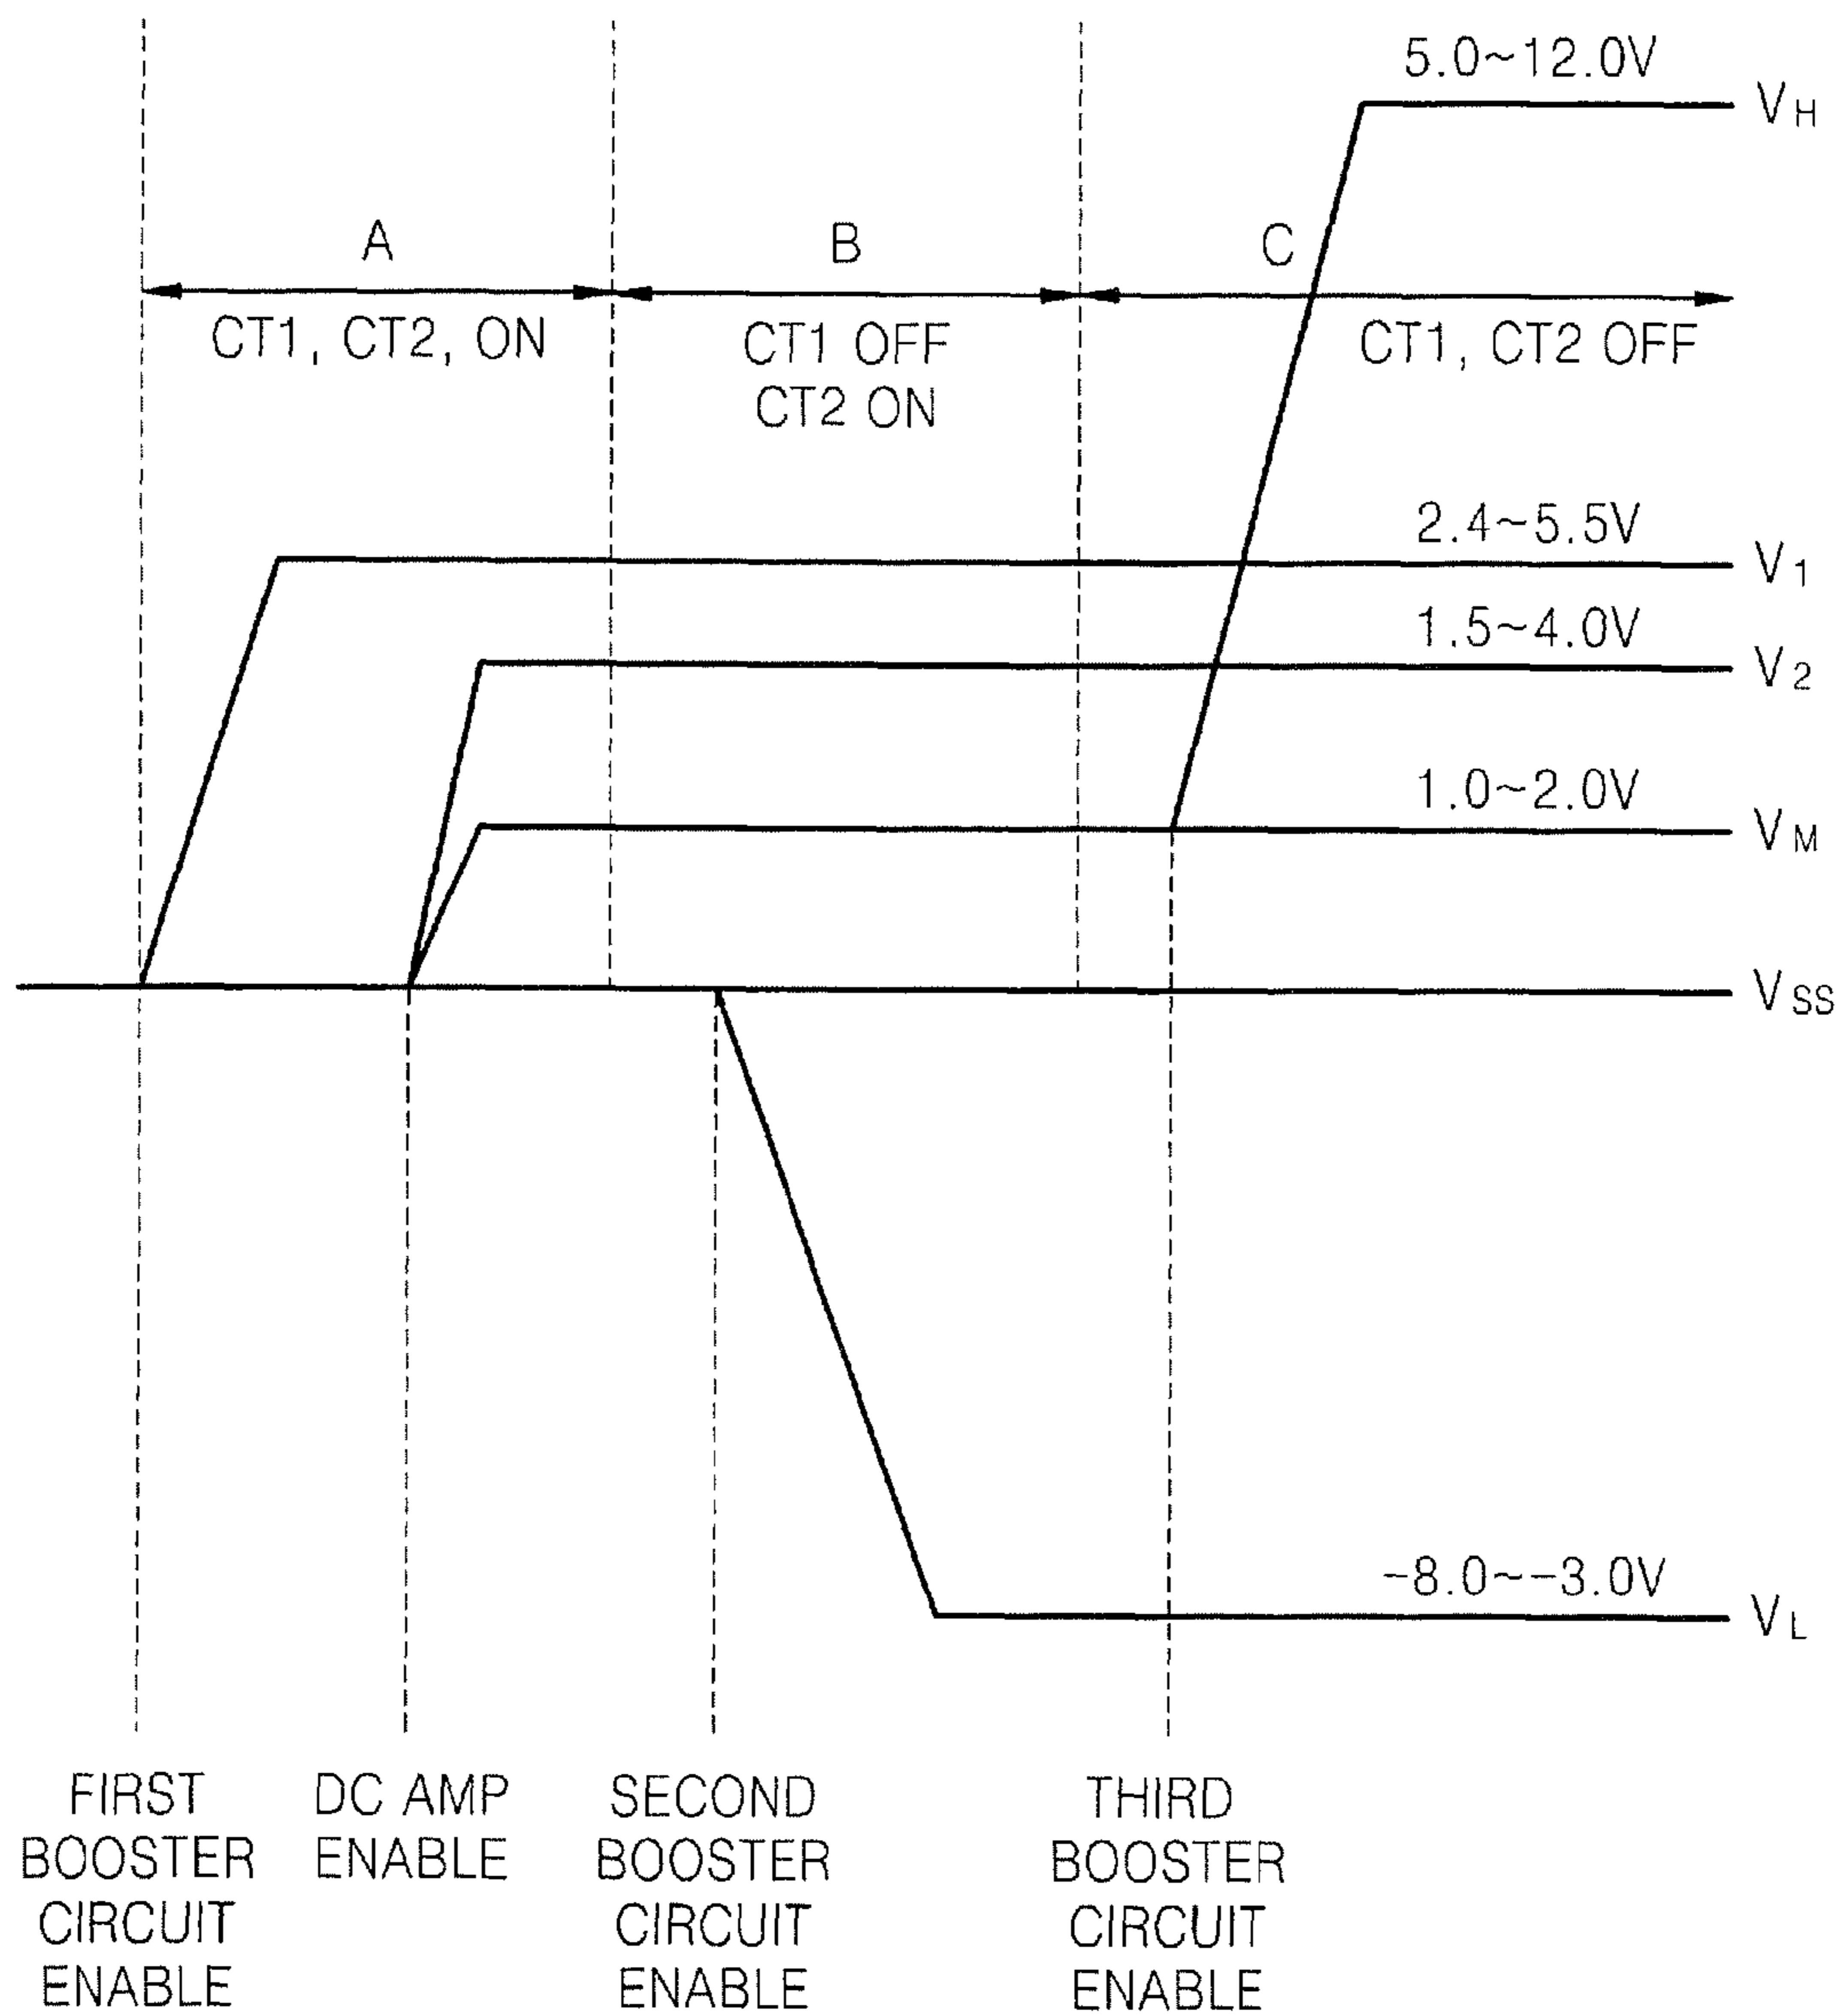 5.0~12.0V
VH
A
B
C
CT1, CT2, ON
CT1 OFF
CT2 ON
CT1, CT2 OFF
2.4~5.5V
V1
1.5~4.0V
V2
1.0~2.0V
VM
VSS
-8.0~-3.0V
VL
FIRST
BOOSTER
CIRCUIT
ENABLE
DC AMP
ENABLE
SECOND
BOOSTER
CIRCUIT
ENABLE
THIRD
BOOSTER
CIRCUIT
ENABLE